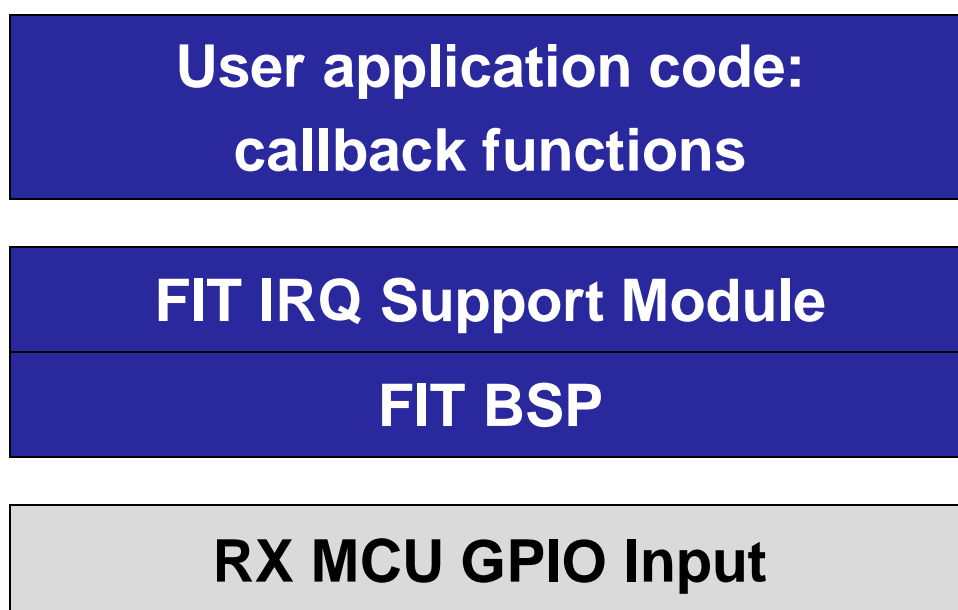 User application code:
callback functions
FIT IRQ Support Module
FIT BSP
RX MCU GPIO Input